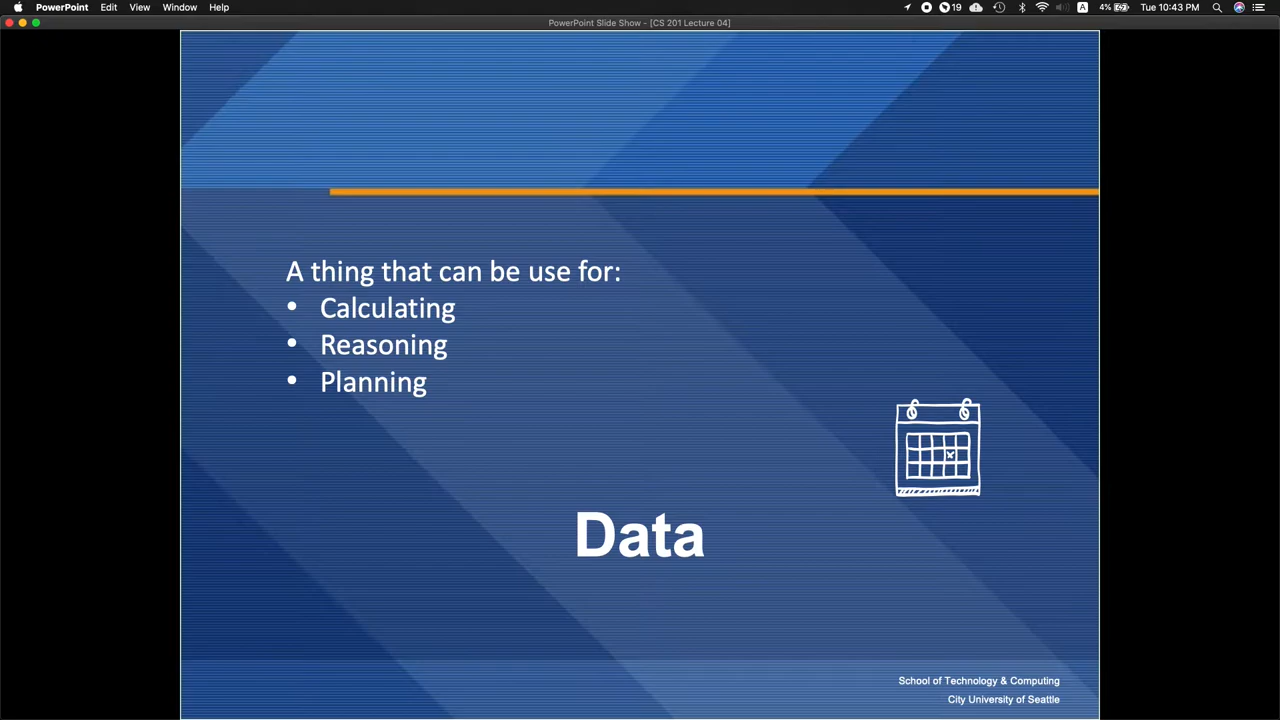 PowerPoint Edit View Window Help 19 A 4% Tue 10:43 PM
PowerPoint Slide Show - [CS 201 Lecture 04]
A thing that can be use for:
• Calculating
• Reasoning
• Planning
Data
School of Technology & Computing
City University of Seattle